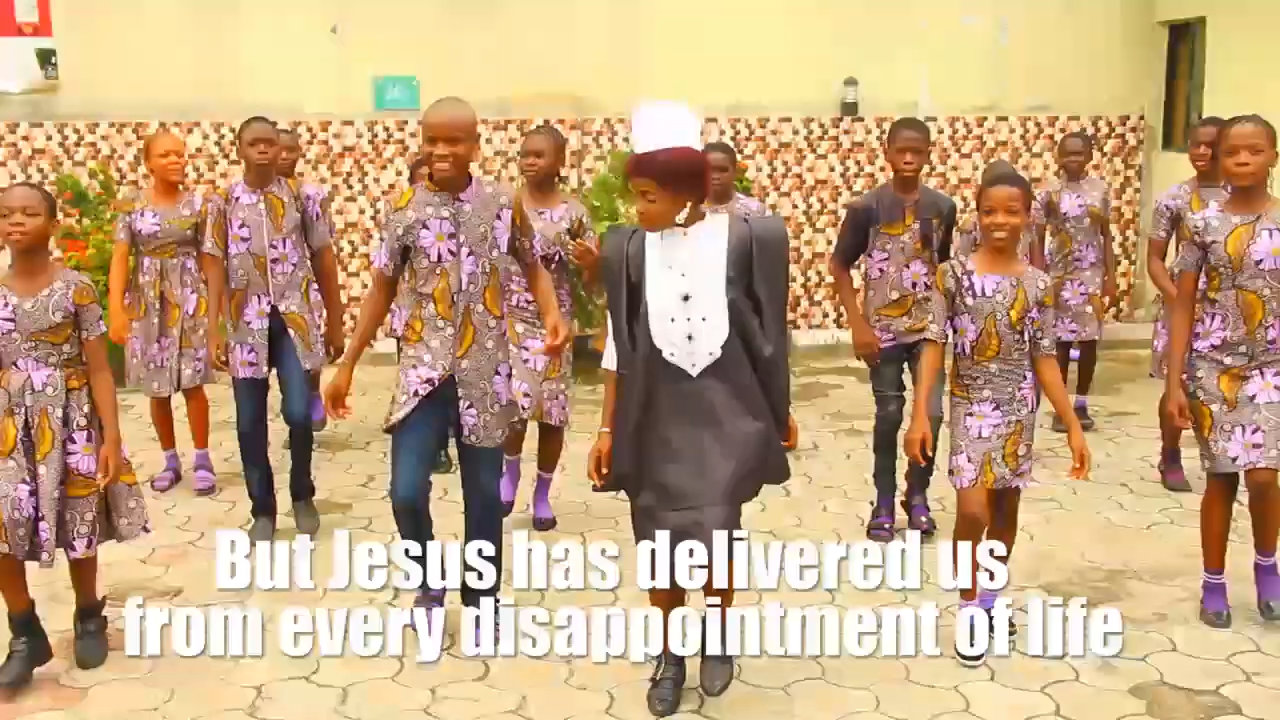 But Jesus has delivered us
from every disappointment of life